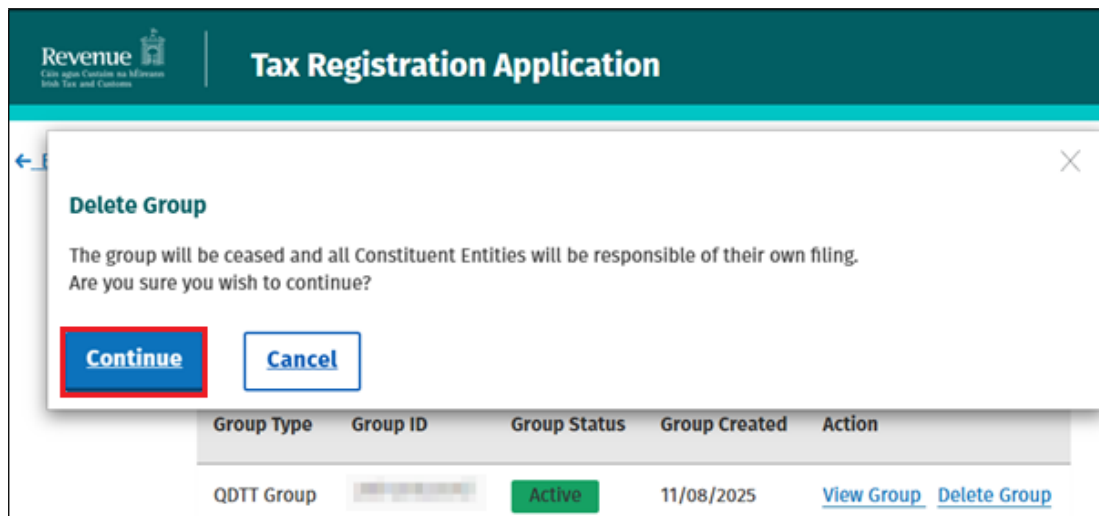 Revenue
Cáin agus Custaim na hÉireann
Irish Tax and Customs
Tax Registration Application
Delete Group
The group will be ceased and all Constituent Entities will be responsible of their own filing.
Are you sure you wish to continue?
Continue Cancel
Group Type Group ID Group Status Group Created Action
QDTT Group Active 11/08/2025 View Group Delete Group